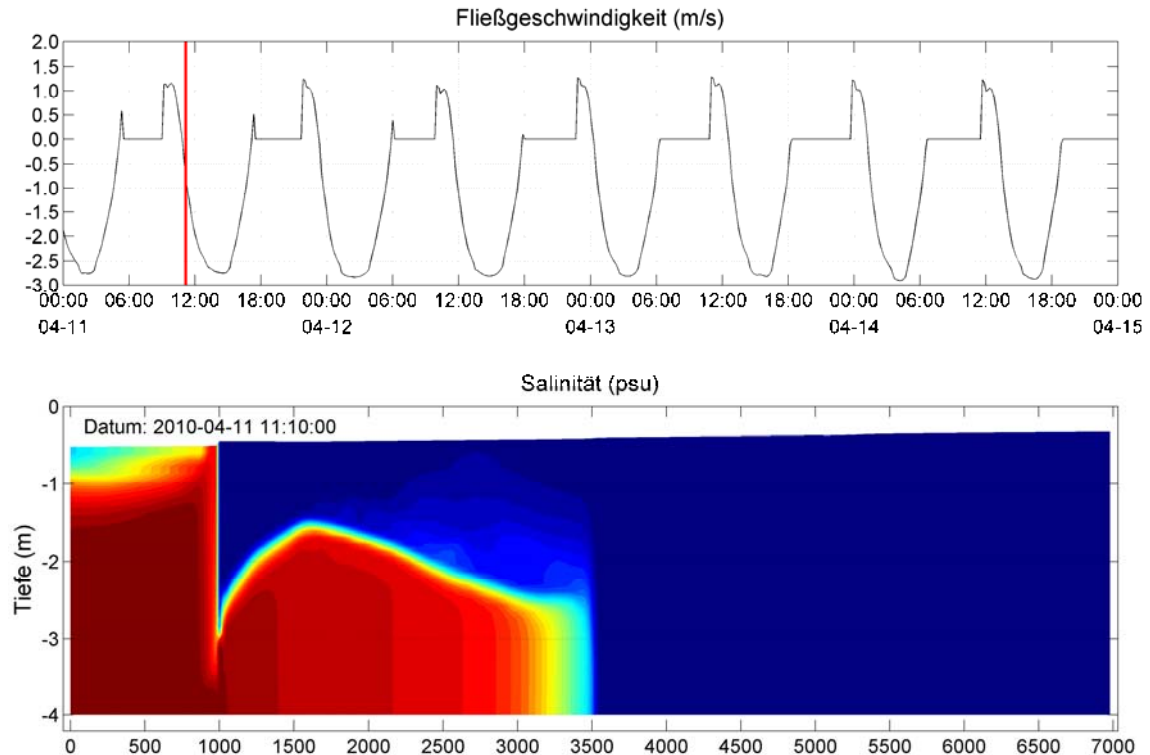 Fließgeschwindigkeit (m/s)
2.0
1.5
1.0
0.5
0.0
-0.5
-1.0
-1.5
-2.0
-2.5
-3.0
00:00 06:00 12:00 18:00 00:00 06:00 12:00 18:00 00:00 06:00 12:00 18:00 00:00 06:00 12:00 18:00 00:00
04-11 04-12 04-13 04-14 04-15
Salinität (psu)
Datum: 2010-04-11 11:10:00
Tiefe (m)
0
-1
-2
-3
-4
0 500 1000 1500 2000 2500 3000 3500 4000 4500 5000 5500 6000 6500 7000